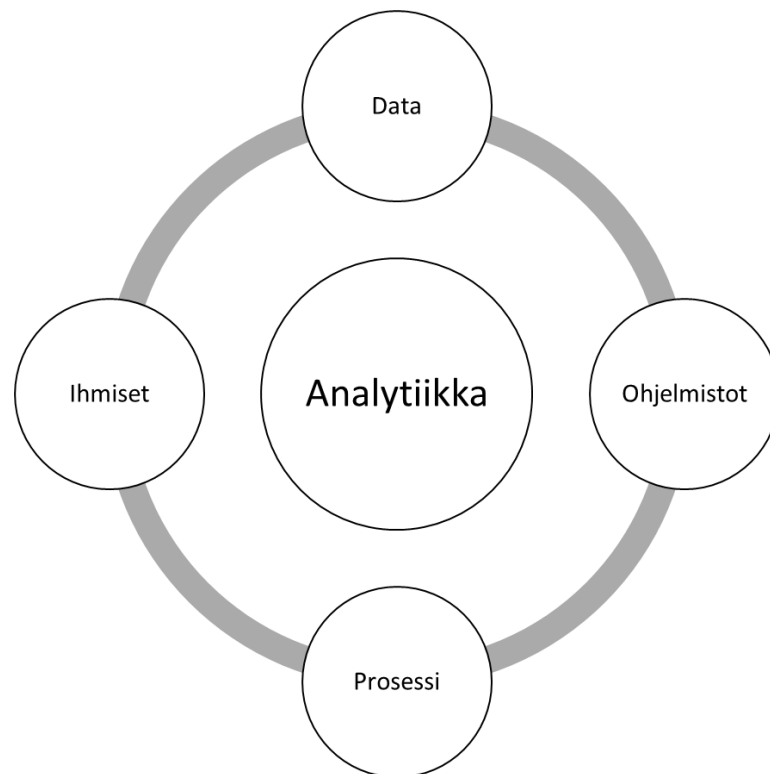 Data
Ihmiset
Analytiikka
Ohjelmistot
Prosessi